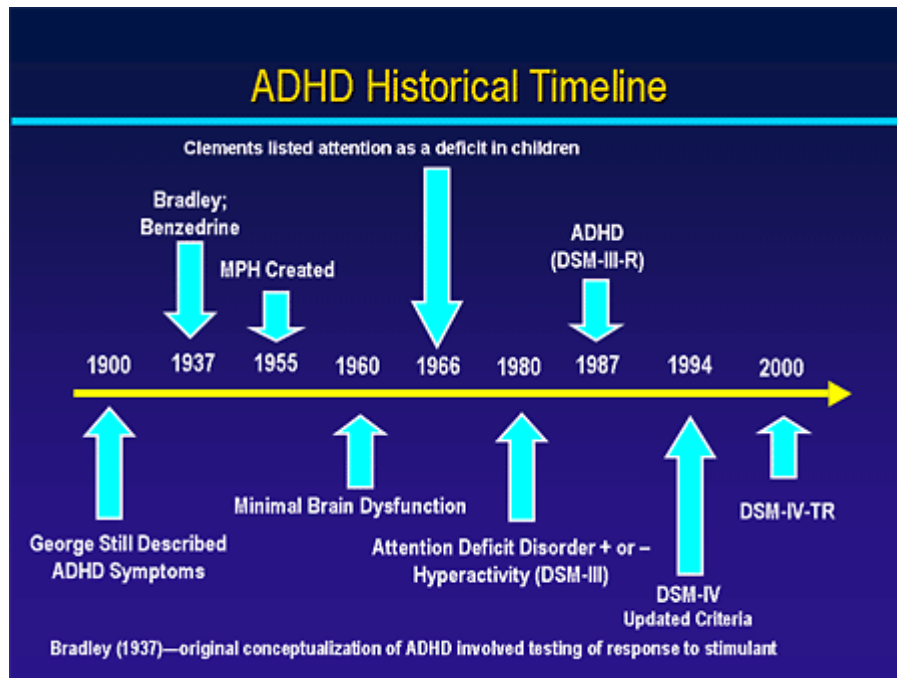 ADHD Historical Timeline
Clements listed attention as a deficit in children
Bradley;
Benzedrine
MPH Created
ADHD
(DSM-III-R)
1900 1937 1955 1960 1966 1980 1987 1994 2000
George Still Described
ADHD Symptoms
Minimal Brain Dysfunction
Attention Deficit Disorder + or –
Hyperactivity (DSM-III)
DSM-IV
Updated Criteria
DSM-IV-TR
Bradley (1937)—original conceptualization of ADHD involved testing of response to stimulant